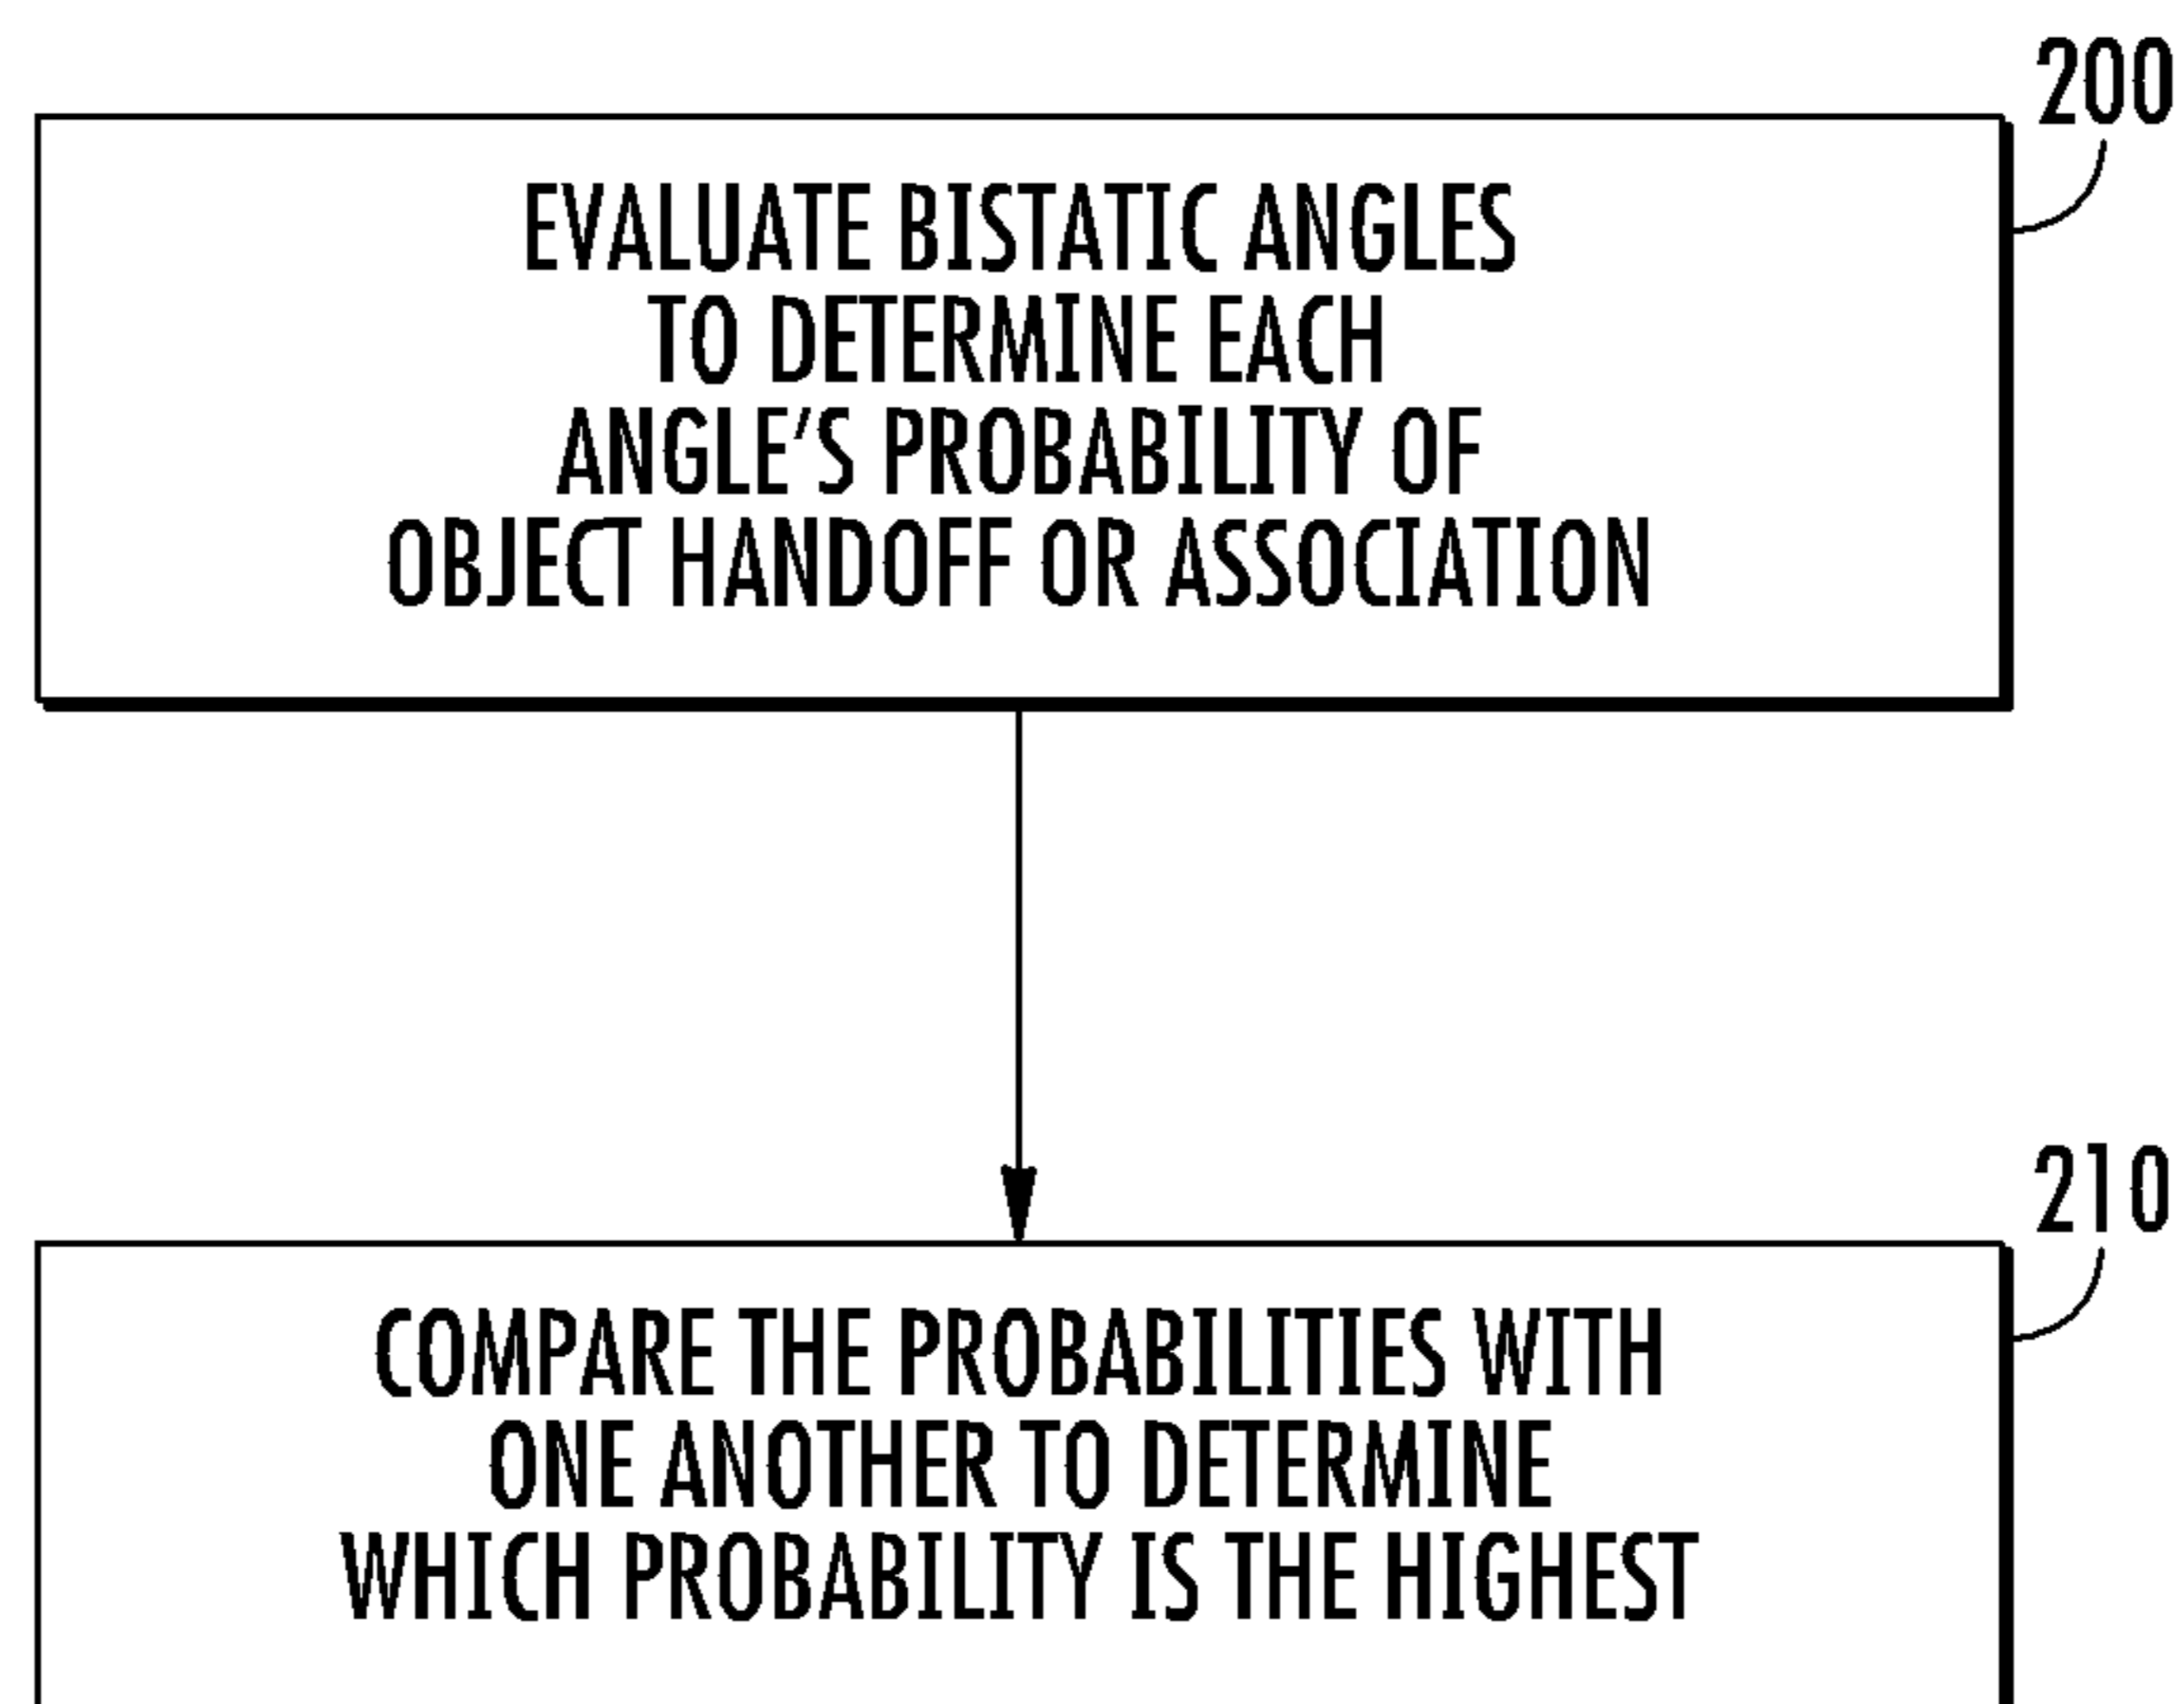 200
EVALUATE BISTATIC ANGLES
TO DETERMINE EACH
ANGLE'S PROBABILITY OF
OBJECT HANDOFF OR ASSOCIATION
210
COMPARE THE PROBABILITIES WITH
ONE ANOTHER TO DETERMINE
WHICH PROBABILITY IS THE HIGHEST